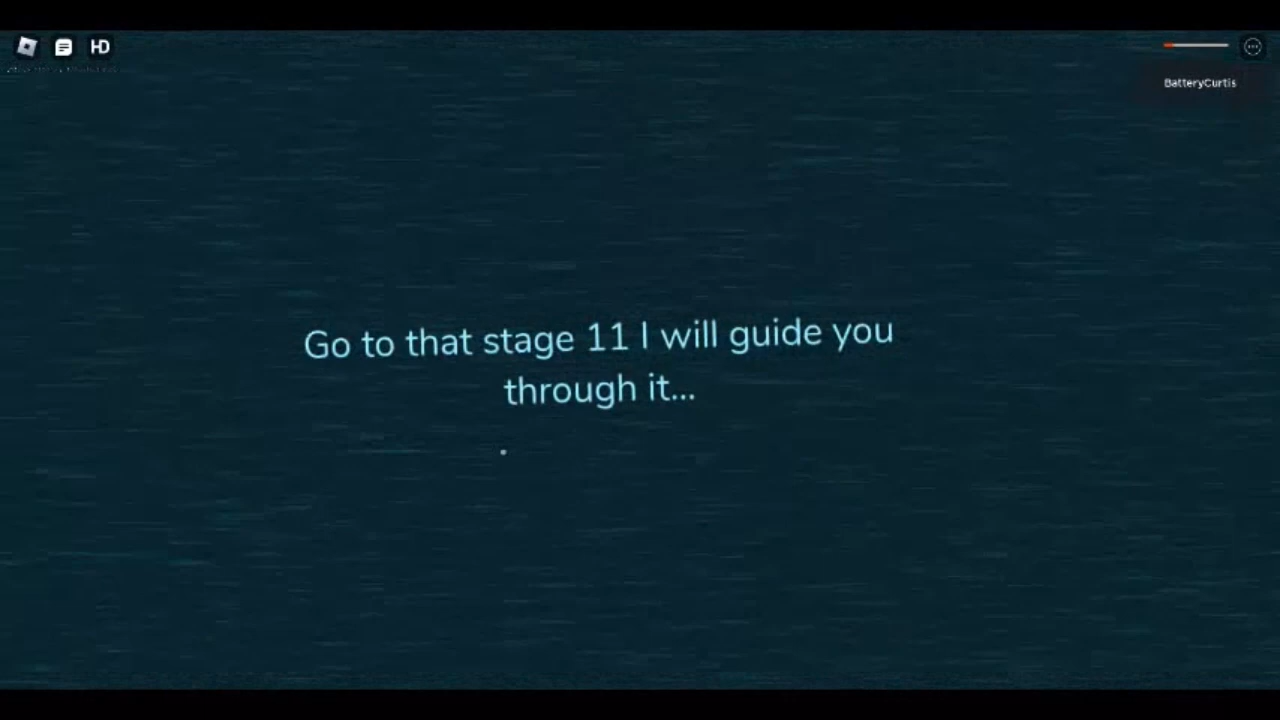 HD
BatteryCurtis
Go to that stage 11 I will guide you
through it...